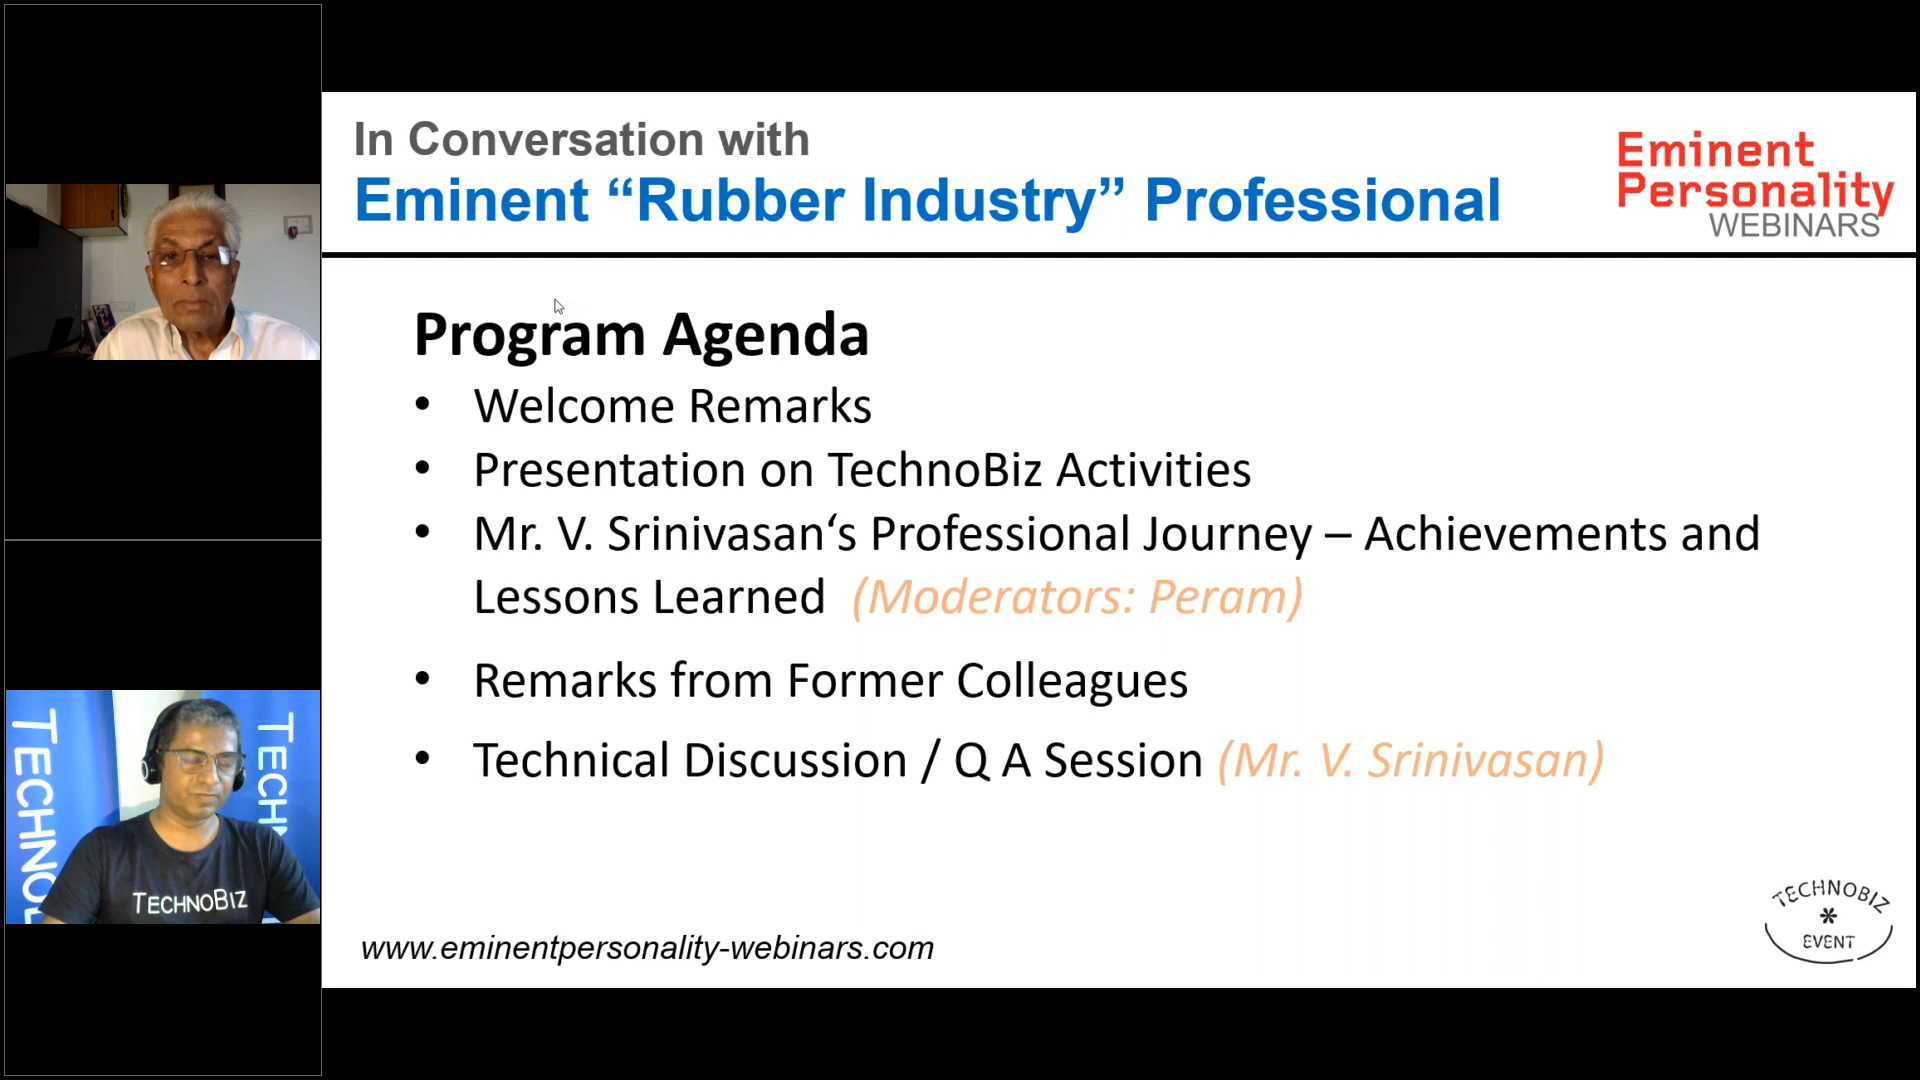 In Conversation with
Eminent “Rubber Industry” Professional
Eminent
Personality
WEBINARS
Program Agenda
• Welcome Remarks
• Presentation on TechnoBiz Activities
• Mr. V. Srinivasan‘s Professional Journey – Achievements and
Lessons Learned (Moderators: Peram)
• Remarks from Former Colleagues
• Technical Discussion / Q A Session (Mr. V. Srinivasan)
www.eminentpersonality-webinars.com
TECHNOBIZ
EVENT
TECHNO
TECH
TECHNOBIZ